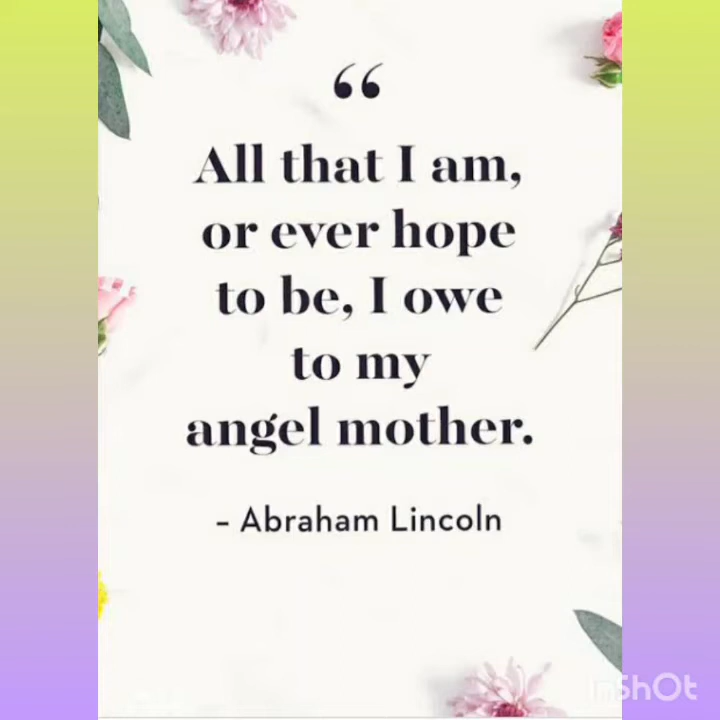 “
All that I am,
or ever hope
to be, I owe
to my
angel mother.
– Abraham Lincoln
InShOt